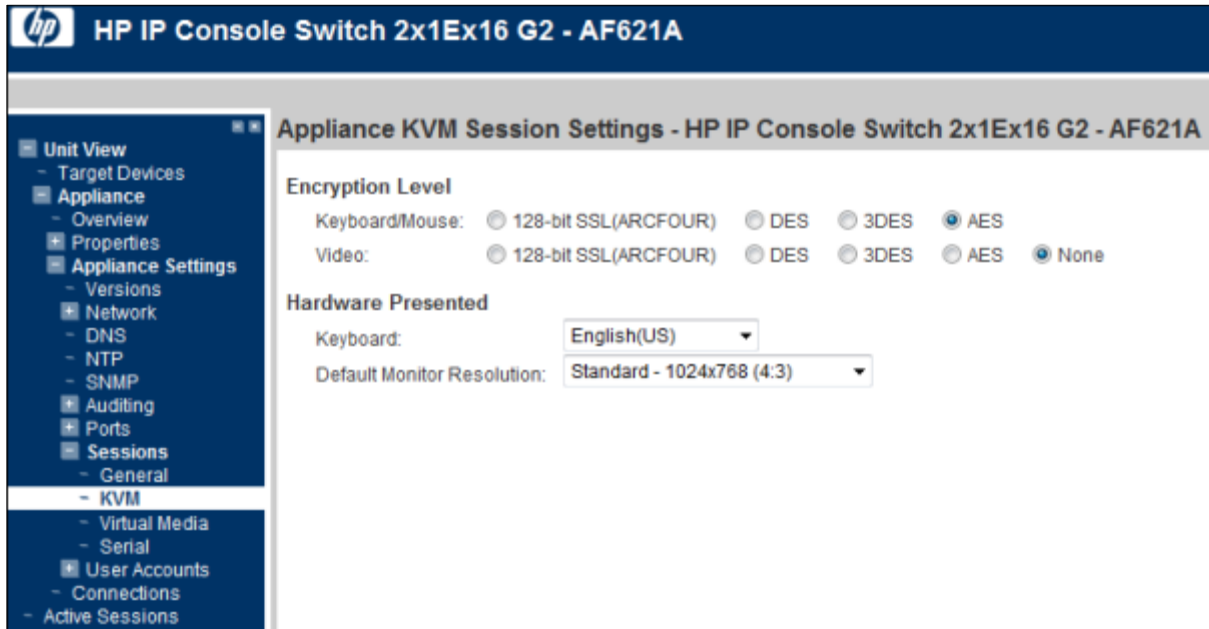 hp HP IP Console Switch 2x1Ex16 G2 - AF621A
Unit View
Target Devices
Appliance
Overview
Properties
Appliance Settings
Versions
Network
DNS
NTP
SNMP
Auditing
Ports
Sessions
General
KVM
Virtual Media
Serial
User Accounts
Connections
Active Sessions
Appliance KVM Session Settings - HP IP Console Switch 2x1Ex16 G2 - AF621A
Encryption Level
Keyboard/Mouse: 128-bit SSL(ARCFOUR) DES 3DES AES
Video: 128-bit SSL(ARCFOUR) DES 3DES AES None
Hardware Presented
Keyboard: English(US)
Default Monitor Resolution: Standard - 1024x768 (4:3)